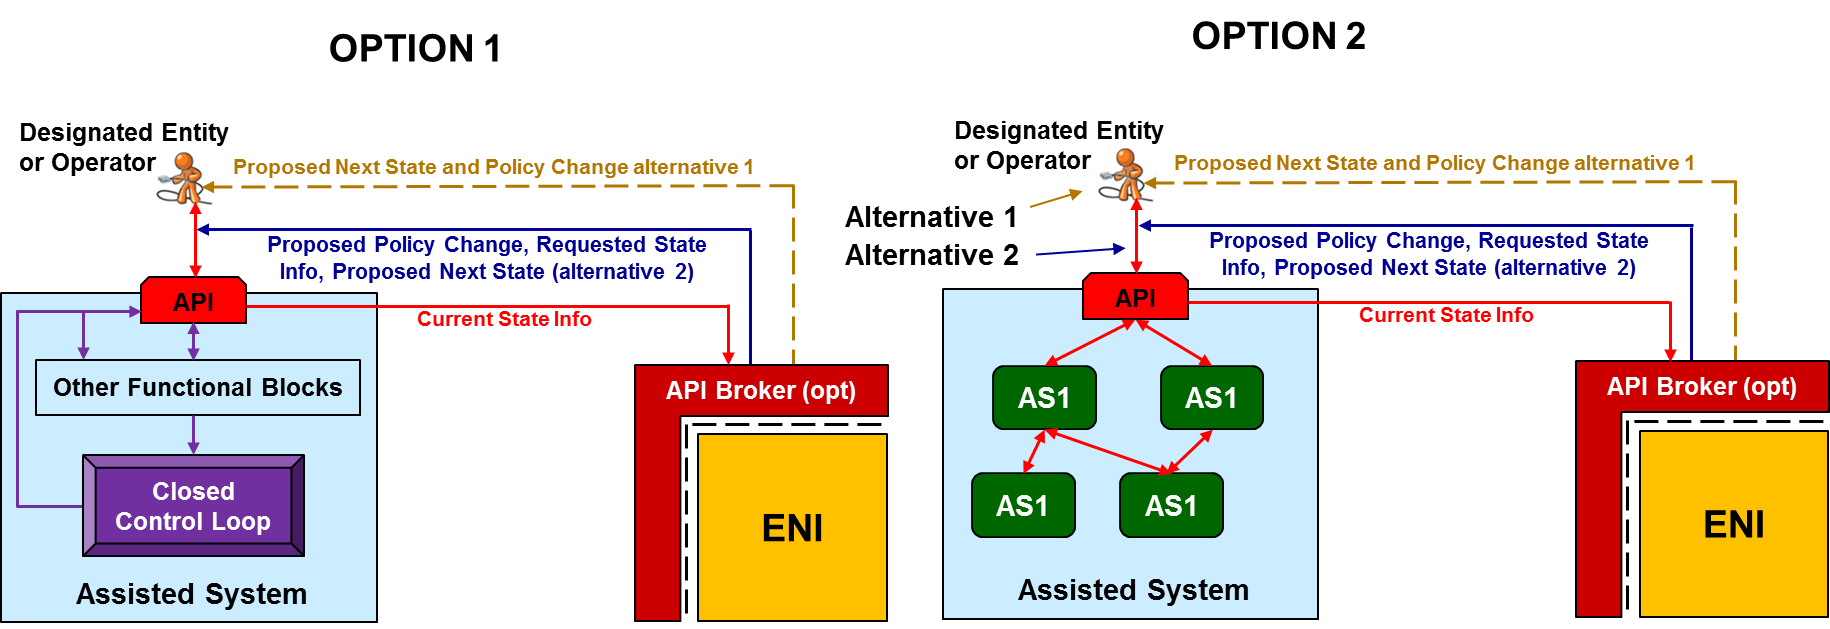 OPTION 1
Designated Entity
or Operator
Proposed Next State and Policy Change alternative 1
Proposed Policy Change, Requested State
Info, Proposed Next State (alternative 2)
API
Current State Info
Other Functional Blocks
API Broker (opt)
Closed
Control Loop
ENI
Assisted System
OPTION 2
Designated Entity
or Operator
Proposed Next State and Policy Change alternative 1
Alternative 1
Alternative 2
Proposed Policy Change, Requested State
Info, Proposed Next State (alternative 2)
API
Current State Info
AS1
AS1
API Broker (opt)
AS1
AS1
ENI
Assisted System